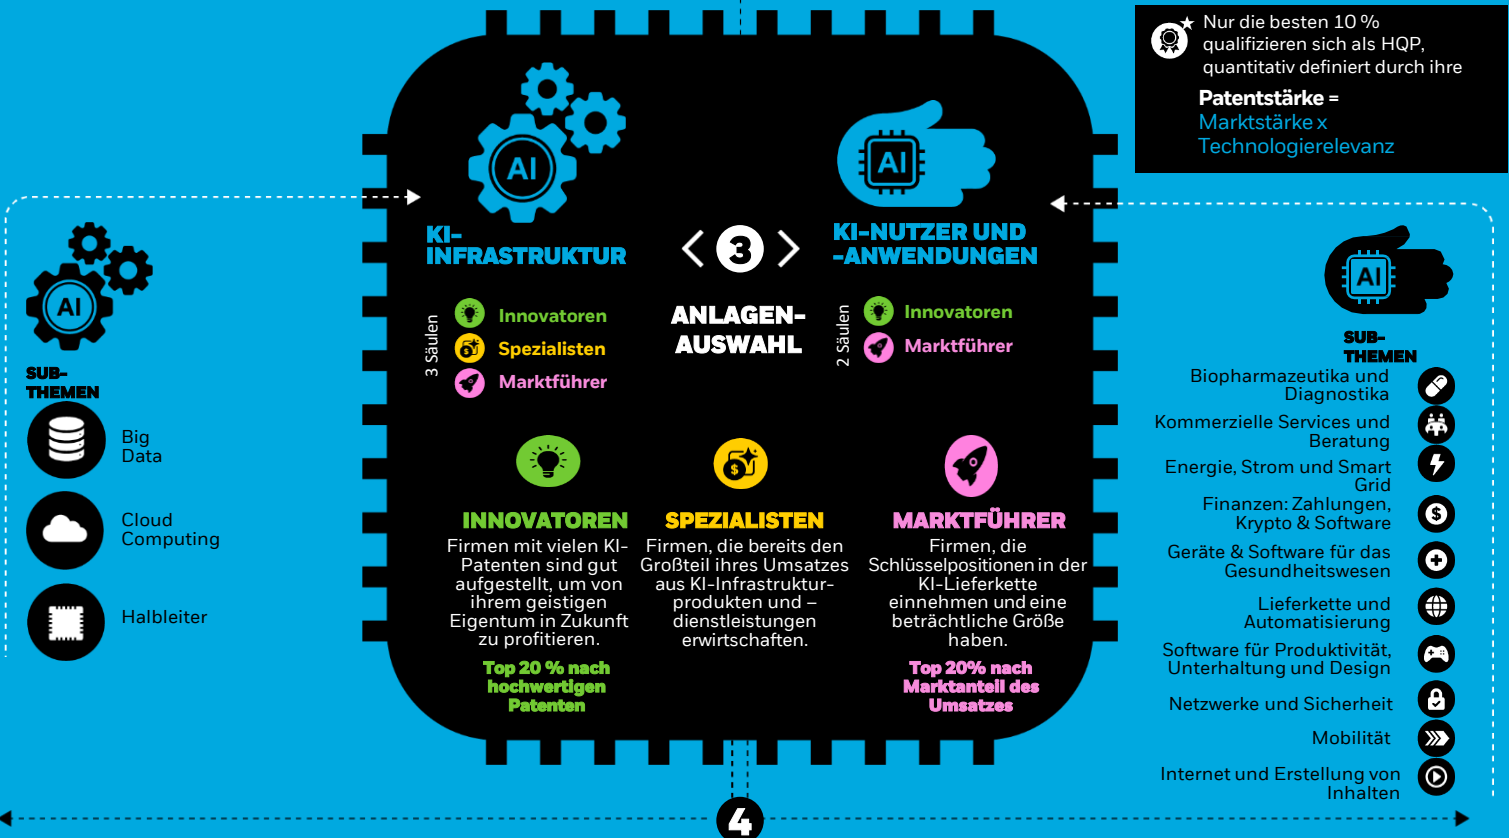 Nur die besten 10 %
qualifizieren sich als HQP,
quantitativ definiert durch ihre
Patentstärke =
Marktstärke x
Technologierelevanz
AI
KI-
INFRASTRUKTUR
3 Säulen
Innovatoren
Spezialisten
Marktführer
3
ANLAGEN-
AUSWAHL
AI
KI-NUTZER UND
-ANWENDUNGEN
2 Säulen
Innovatoren
Marktführer
INNOVATOREN
Firmen mit vielen KI-
Patenten sind gut
aufgestellt, um von
ihrem geistigen
Eigentum in Zukunft
zu profitieren.
Top 20 % nach
hochwertigen
Patenten
SPEZIALISTEN
Firmen, die bereits den
Großteil ihres Umsatzes
aus KI-Infrastruktur-
produkten und –
dienstleistungen
erwirtschaften.
MARKTFÜHRER
Firmen, die
Schlüsselpositionen in der
KI-Lieferkette
einnehmen und eine
beträchtliche Größe
haben.
Top 20% nach
Marktanteil des
Umsatzes
AI
SUB-
THEMEN
Big
Data
Cloud
Computing
Halbleiter
AI
SUB-
THEMEN
Biopharmazeutika und
Diagnostika
Kommerzielle Services und
Beratung
Energie, Strom und Smart
Grid
Finanzen: Zahlungen,
Krypto & Software
Geräte & Software für das
Gesundheitswesen
Lieferkette und
Automatisierung
Software für Produktivität,
Unterhaltung und Design
Netzwerke und Sicherheit
Mobilität
Internet und Erstellung von
Inhalten
4